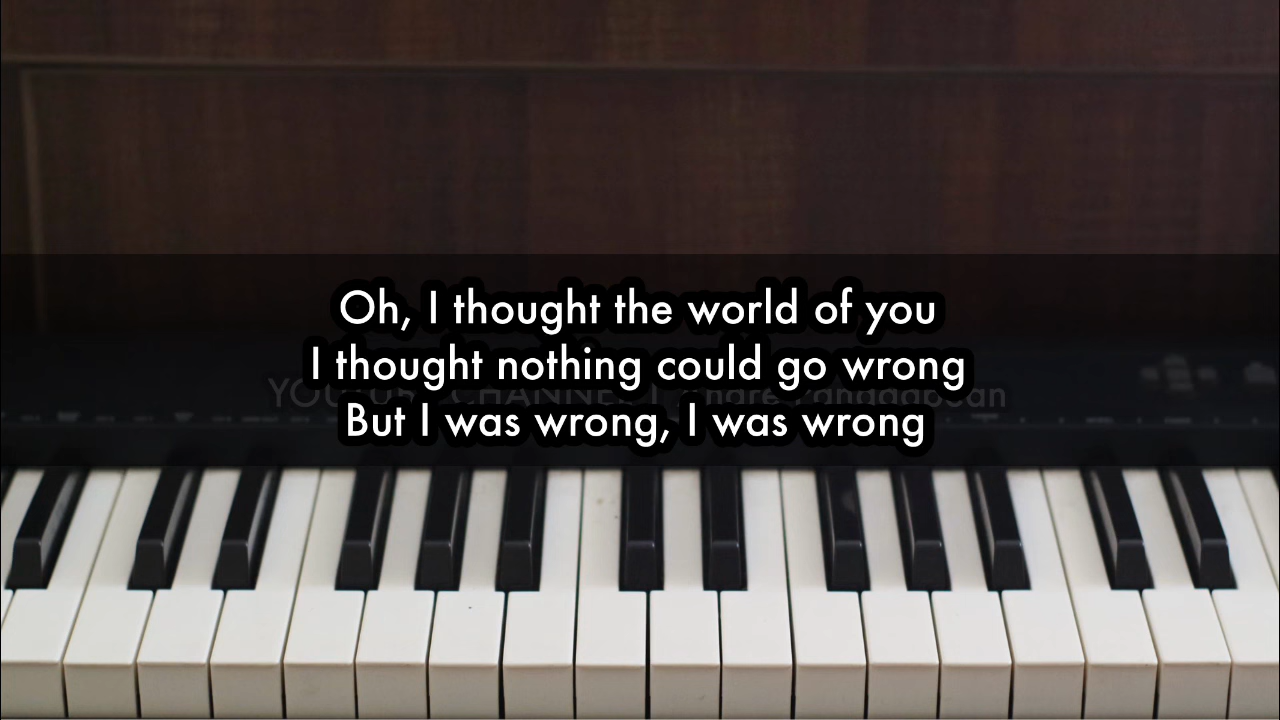 Oh, I thought the world of you
I thought nothing could go wrong
But I was wrong, I was wrong